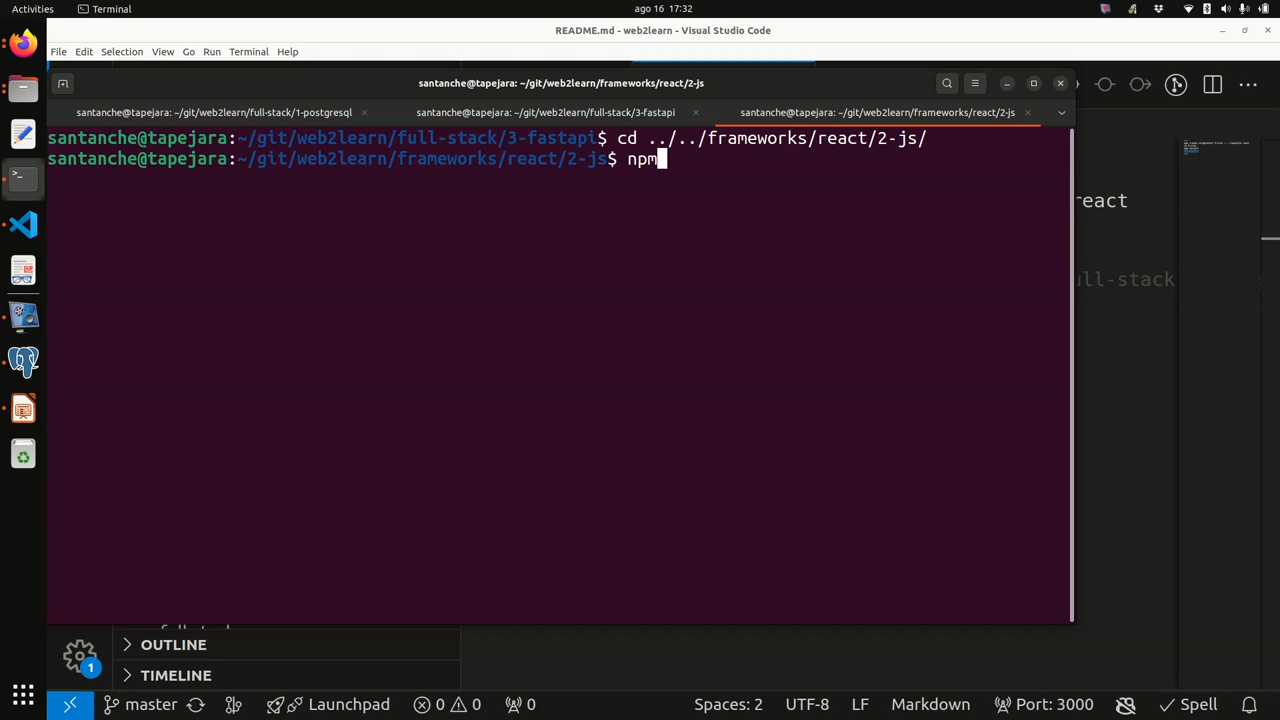 Activities
Terminal
ago 16 17:32
README.md - web2learn - Visual Studio Code
File Edit Selection View Go Run Terminal Help
santanche@tapejara: ~/git/web2learn/frameworks/react/2-js
santanche@tapejara: ~/git/web2learn/full-stack/1-postgresql
santanche@tapejara: ~/git/web2learn/full-stack/3-fastapi
santanche@tapejara: ~/git/web2learn/frameworks/react/2-js
santanche@tapejara:~/git/web2learn/full-stack/3-fastapi$ cd ../../frameworks/react/2-js/
santanche@tapejara:~/git/web2learn/frameworks/react/2-js$ npm
react
ull-stack
OUTLINE
TIMELINE
1
master
Launchpad
0
0
0
Spaces: 2
UTF-8
LF
Markdown
Port: 3000
Spell